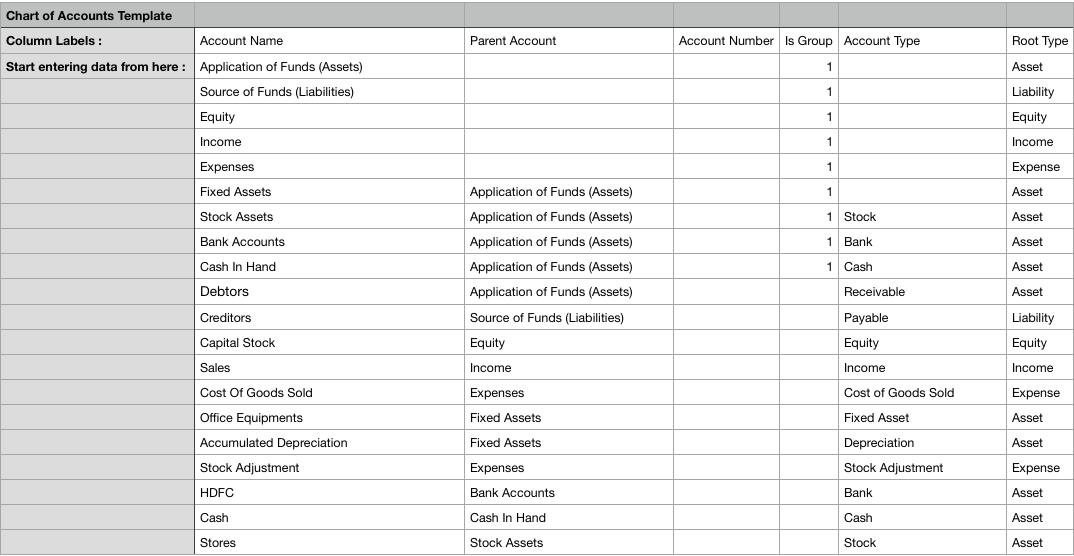 Chart of Accounts Template
Column Labels : Account Name Parent Account Account Number Is Group Account Type Root Type
Start entering data from here : Application of Funds (Assets) 1 Asset
Source of Funds (Liabilities) 1 Liability
Equity 1 Equity
Income 1 Income
Expenses 1 Expense
Fixed Assets Application of Funds (Assets) 1 Asset
Stock Assets Application of Funds (Assets) 1 Stock Asset
Bank Accounts Application of Funds (Assets) 1 Bank Asset
Cash In Hand Application of Funds (Assets) 1 Cash Asset
Debtors Application of Funds (Assets) Receivable Asset
Creditors Source of Funds (Liabilities) Payable Liability
Capital Stock Equity Equity Equity
Sales Income Income Income
Cost Of Goods Sold Expenses Cost of Goods Sold Expense
Office Equipments Fixed Assets Fixed Asset Asset
Accumulated Depreciation Fixed Assets Depreciation Asset
Stock Adjustment Expenses Stock Adjustment Expense
HDFC Bank Accounts Bank Asset
Cash Cash In Hand Cash Asset
Stores Stock Assets Stock Asset